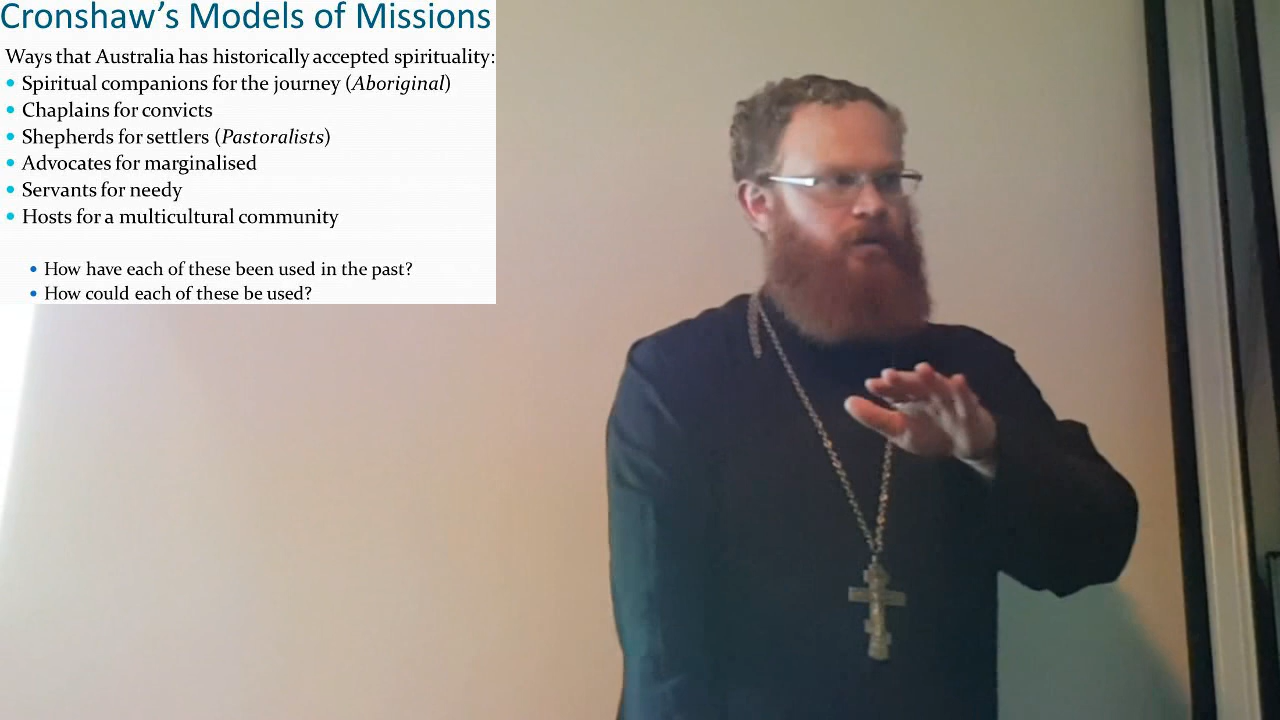 Cronshaw's Models of Missions
Ways that Australia has historically accepted spirituality:
• Spiritual companions for the journey (Aboriginal)
• Chaplains for convicts
• Shepherds for settlers (Pastoralists)
• Advocates for marginalised
• Servants for needy
• Hosts for a multicultural community
• How have each of these been used in the past?
• How could each of these be used?